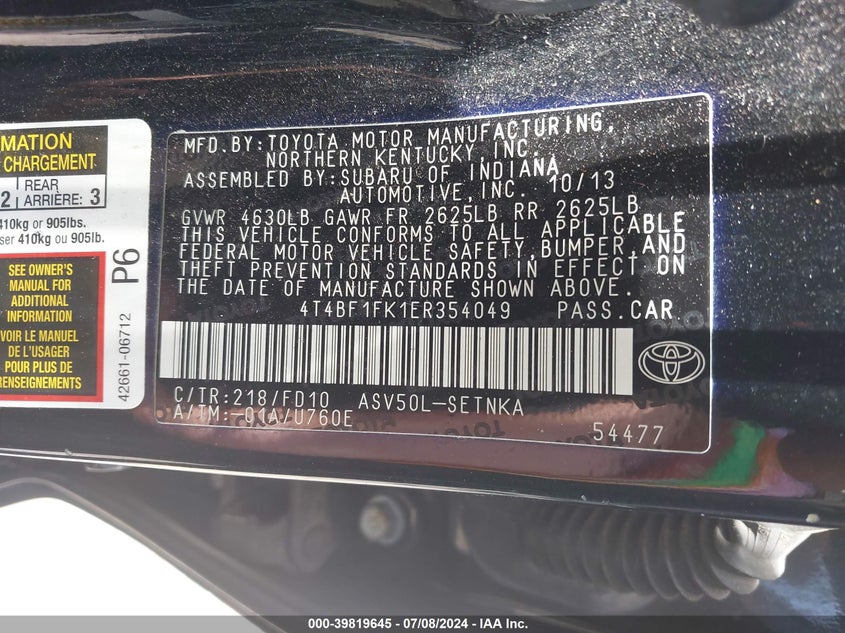 MATION
CHARGEMENT
2 REAR 3
ARRIÈRE:
410kg or 905lbs.
ser 410kg ou 905lb.
SEE OWNER'S
MANUAL FOR
ADDITIONAL
INFORMATION
VOIR LE MANUEL
DE L'USAGER
POUR PLUS DE
RENSEIGNEMENTS
P6
42661-06712
MFD.BY:TOYOTA MOTOR MANUFACTURING,
NORTHERN KENTUCKY,INC.
ASSEMBLED BY:SUBARU OF INDIANA
AUTOMOTIVE,INC. 10/13
GVWR 4630LB GAWR FR 2625LB RR 2625LB
THIS VEHICLE CONFORMS TO ALL APPLICABLE
FEDERAL MOTOR VEHICLE SAFETY,BUMPER,AND
THEFT PREVENTION STANDARDS IN EFFECT ON
THE DATE OF MANUFACTURE SHOWN ABOVE.
4T4BF1FK1ER354049 PASS.CAR
C/TR:218/FD10 ASV50L-SETNKA
A/TM:-01A/U760E
54477
000-39819645 - 07/08/2024 - IAA Inc.